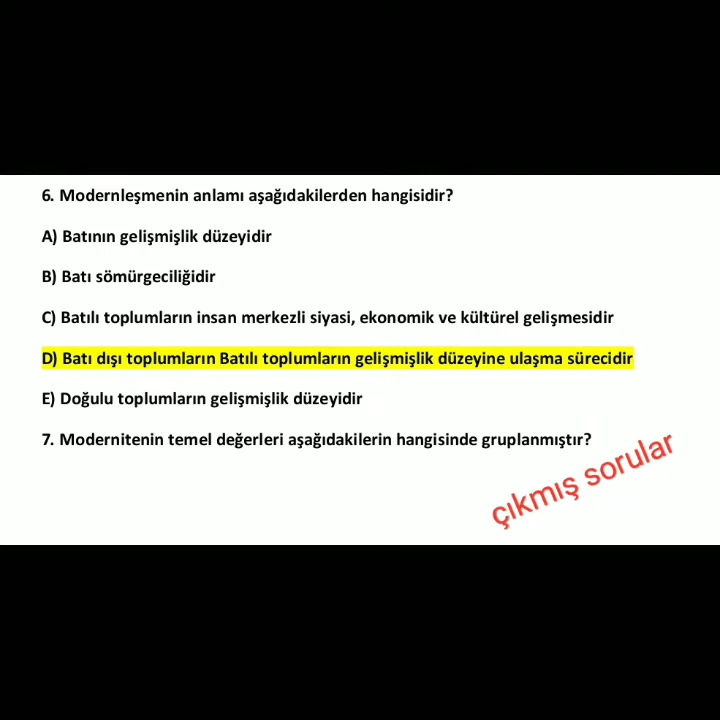 6. Modernleşmenin anlamı aşağıdakilerden hangisidir?
A) Batının gelişmişlik düzeyidir
B) Batı sömürgeciliğidir
C) Batılı toplumların insan merkezli siyasi, ekonomik ve kültürel gelişmesidir
D) Batı dışı toplumların Batılı toplumların gelişmişlik düzeyine ulaşma sürecidir
E) Doğulu toplumların gelişmişlik düzeyidir
7. Modernitenin temel değerleri aşağıdakilerin hangisinde gruplanmıştır?
çıkmış sorular